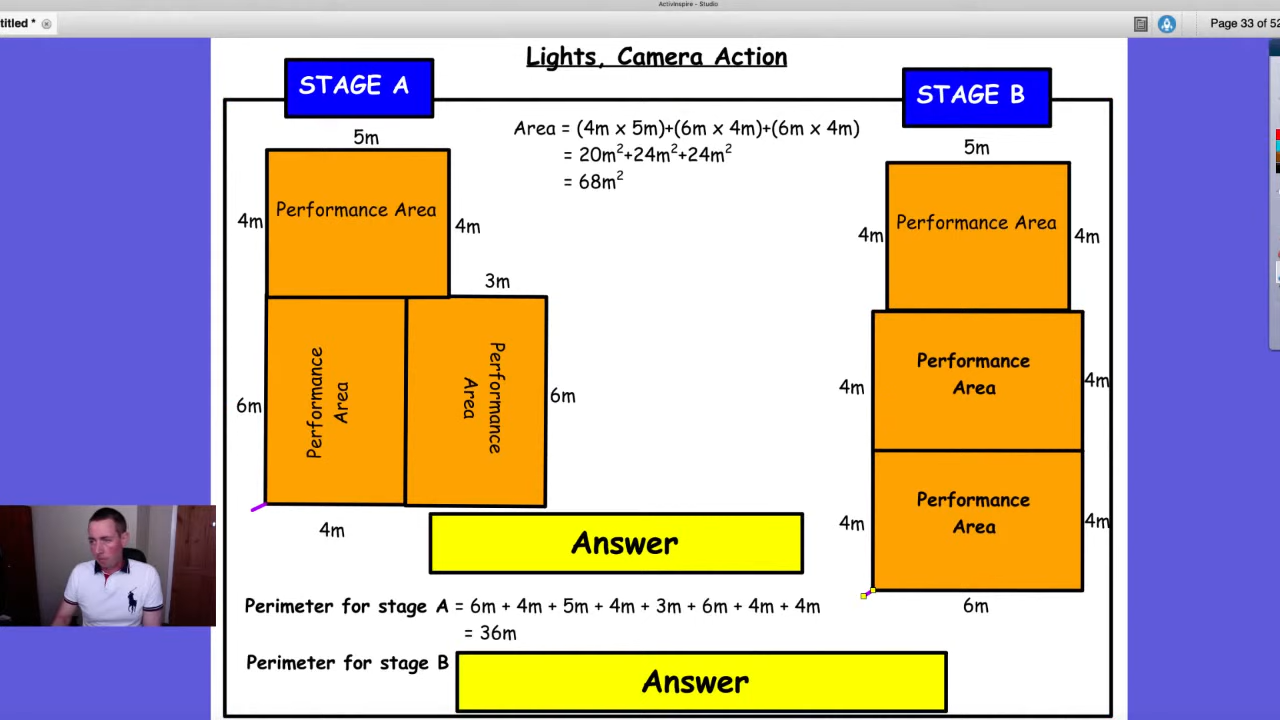 ActivInspire - Studio
titled *
Page 33 of 52
Lights, Camera Action
STAGE A
STAGE B
Area = (4m x 5m)+(6m x 4m)+(6m x 4m)
= 20m²+24m²+24m²
= 68m²
5m
4m
Performance Area
4m
3m
6m
Performance
Area
Performance
Area
6m
4m
5m
4m
Performance Area
4m
4m
Performance
Area
4m
4m
Performance
Area
4m
6m
Answer
Perimeter for stage A = 6m + 4m + 5m + 4m + 3m + 6m + 4m + 4m
= 36m
Perimeter for stage B
Answer